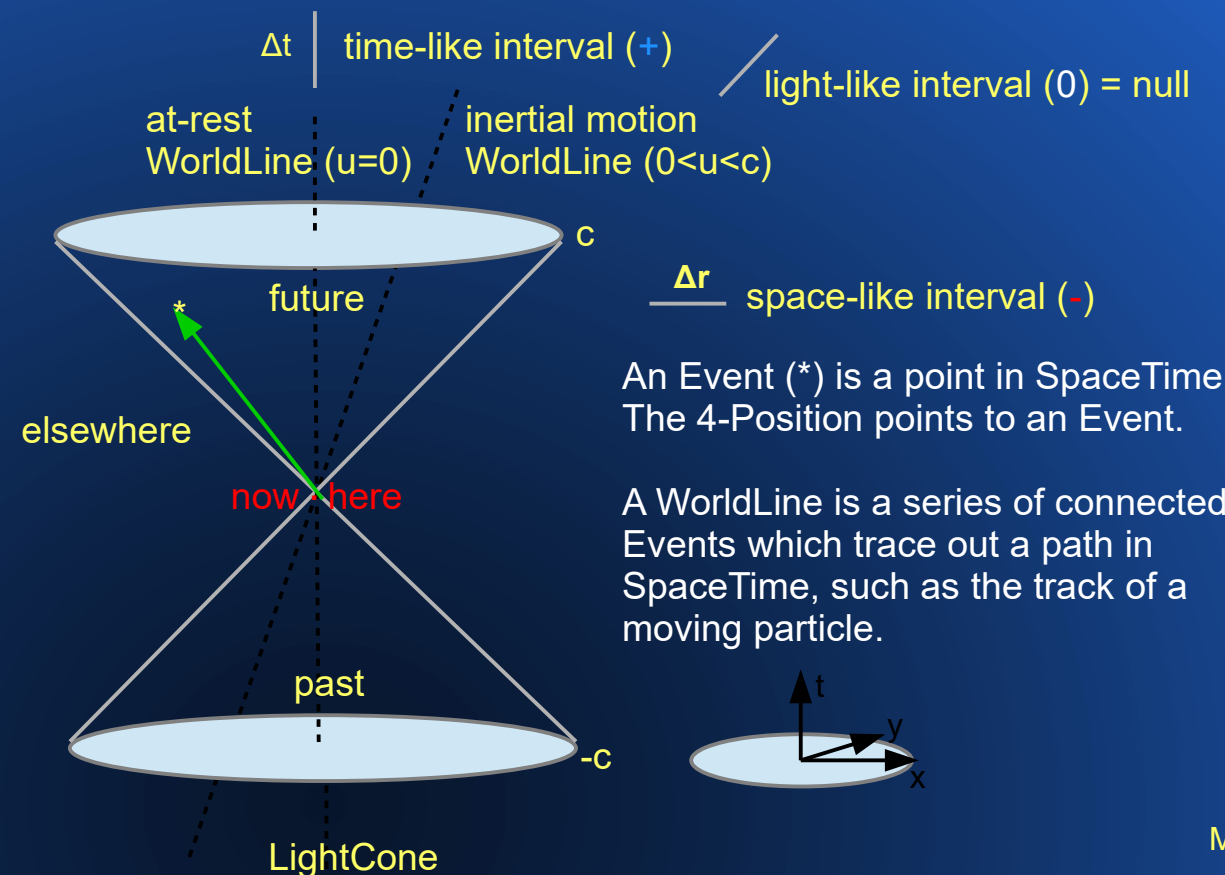 Δt
time-like interval (+)
light-like interval (0) = null
at-rest
WorldLine (u=0)
inertial motion
WorldLine (0<u<c)
c
Δr
space-like interval (-)
*
future
An Event (*) is a point in SpaceTime
The 4-Position points to an Event.
elsewhere
now · here
A WorldLine is a series of connected
Events which trace out a path in
SpaceTime, such as the track of a
moving particle.
past
-c
t
y
x
LightCone
M